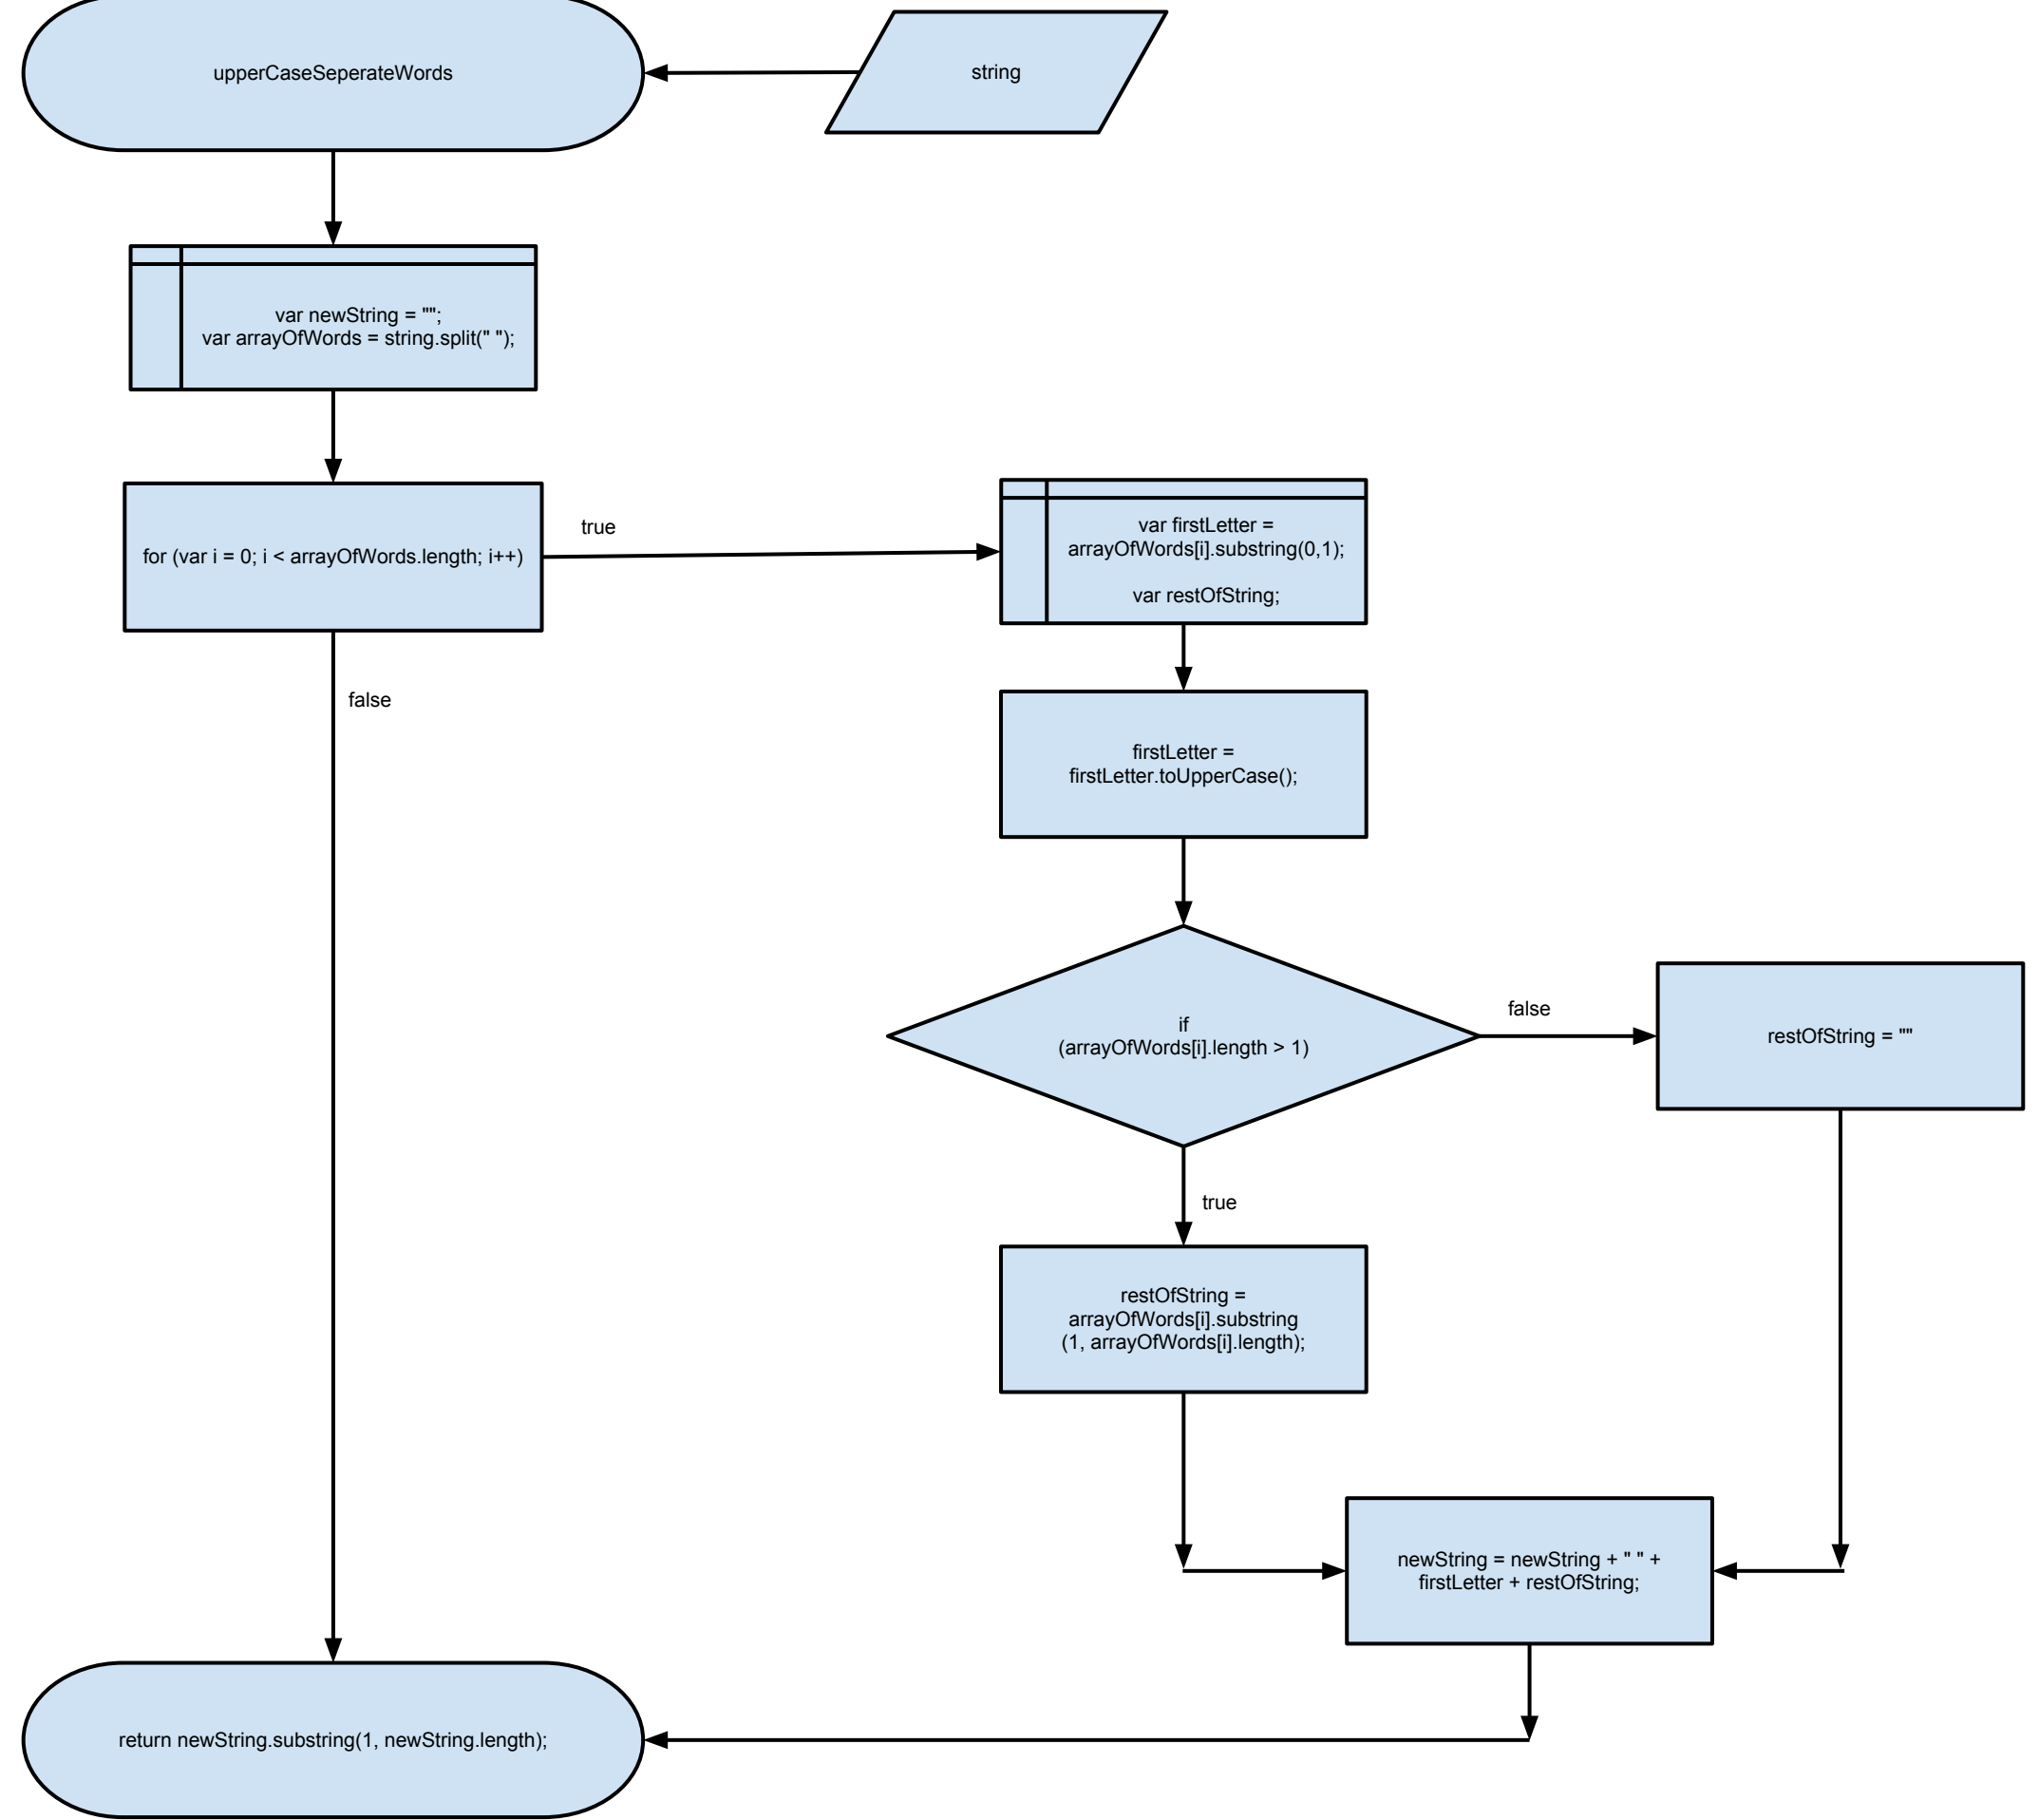 upperCaseSeperateWords
string
var newString = "";
var arrayOfWords = string.split(" ");
for (var i = 0; i < arrayOfWords.length; i++)
true
var firstLetter =
arrayOfWords[i].substring(0,1);
var restOfString;
false
firstLetter =
firstLetter.toUpperCase();
if
(arrayOfWords[i].length > 1)
false
restOfString = ""
true
restOfString =
arrayOfWords[i].substring
(1, arrayOfWords[i].length);
newString = newString + " " +
firstLetter + restOfString;
return newString.substring(1, newString.length);